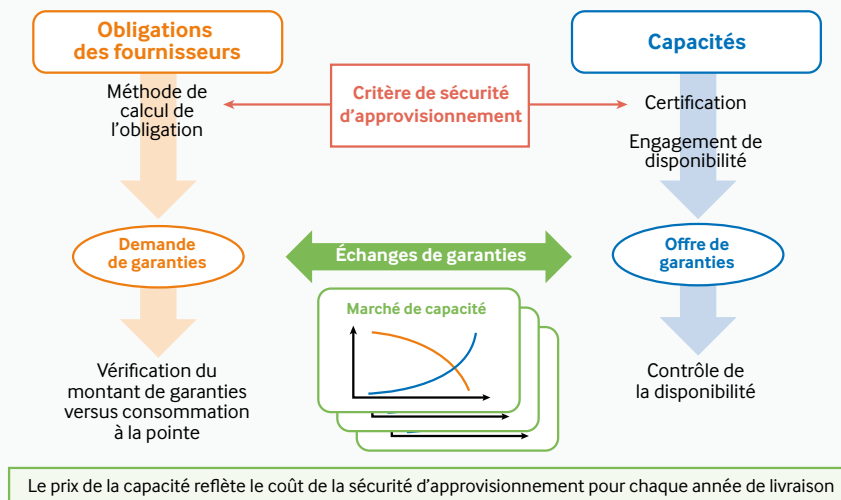 Obligations
des fournisseurs
Capacités
Méthode de
calcul de
l'obligation
Critère de sécurité
d'approvisionnement
Certification
Engagement de
disponibilité
Demande
de garanties
Échanges de garanties
Offre de
garanties
Marché de capacité
Vérification du
montant de garanties
versus consommation
à la pointe
Contrôle de
la disponibilité
Le prix de la capacité reflète le coût de la sécurité d'approvisionnement pour chaque année de livraison